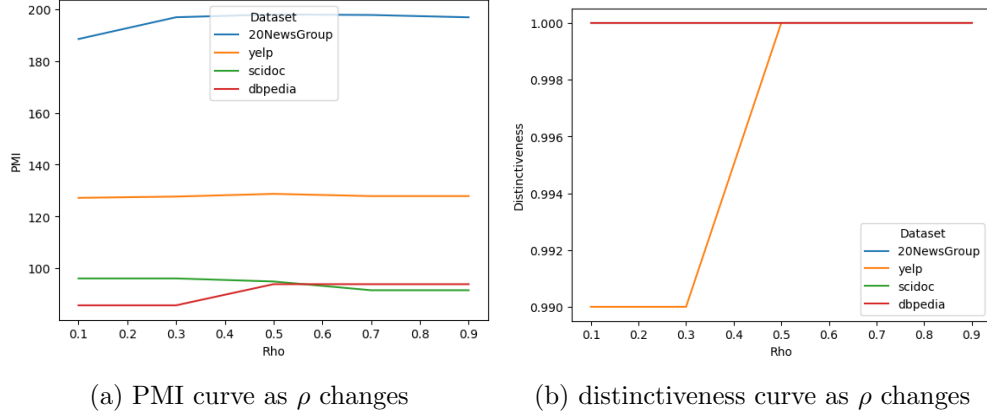 200
180
160
140
120
100
PMI
Dataset
20NewsGroup
yelp
scidoc
dbpedia
0.1 0.2 0.3 0.4 0.5 0.6 0.7 0.8 0.9
Rho
(a) PMI curve as ρ changes
1.000
0.998
0.996
0.994
0.992
0.990
Distinctiveness
Dataset
20NewsGroup
yelp
scidoc
dbpedia
0.1 0.2 0.3 0.4 0.5 0.6 0.7 0.8 0.9
Rho
(b) distinctiveness curve as ρ changes